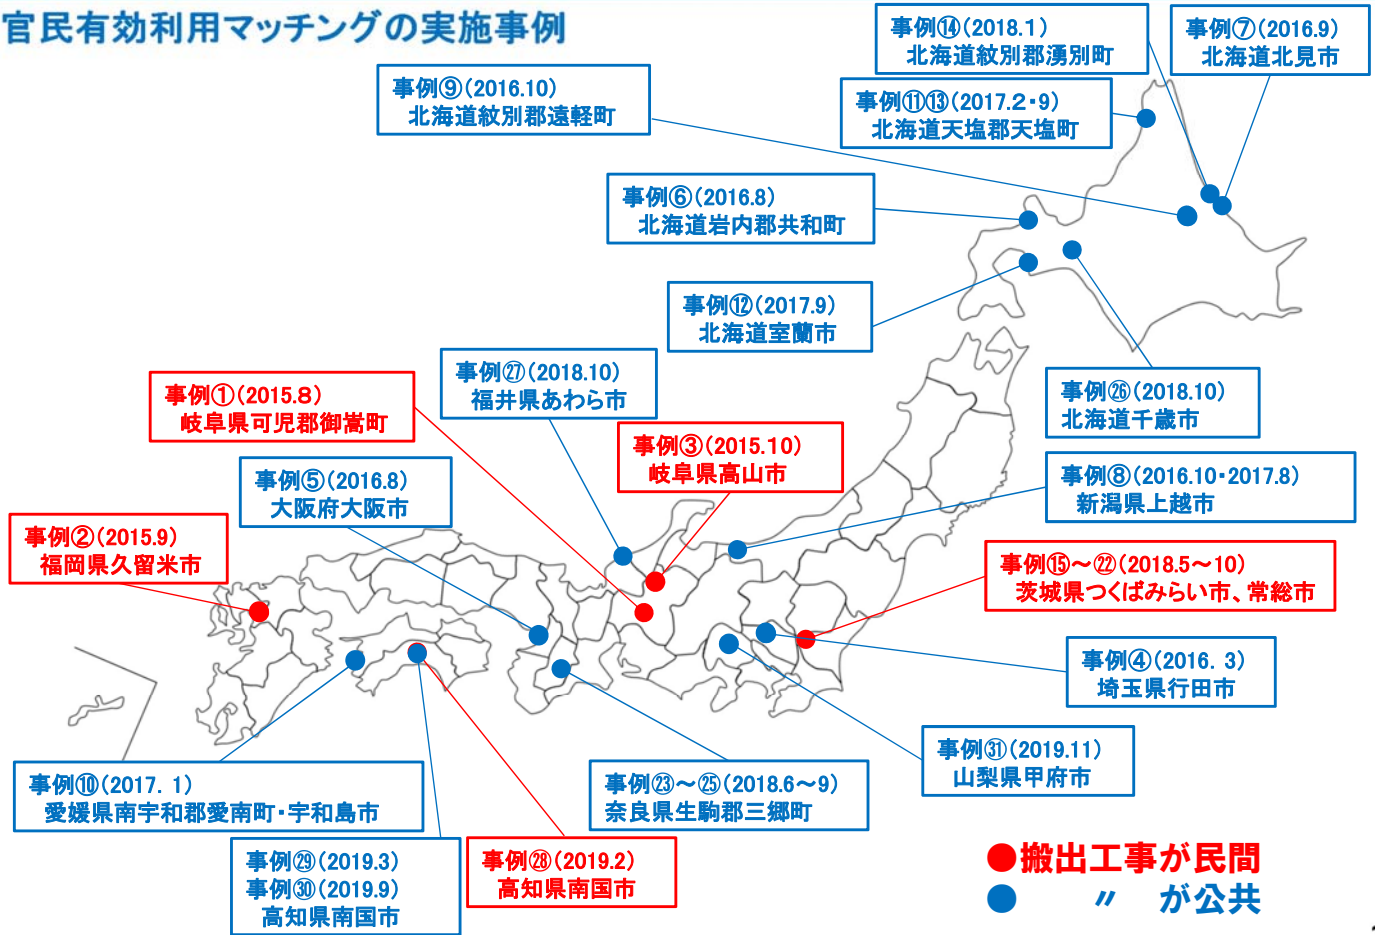 官民有効利用マッチングの実施事例
事例⑭(2018.1)
北海道紋別郡湧別町
事例⑦(2016.9)
北海道北見市
事例⑨(2016.10)
北海道紋別郡遠軽町
事例⑪⑬(2017.2・9)
北海道天塩郡天塩町
事例⑥(2016.8)
北海道岩内郡共和町
事例⑫(2017.9)
北海道室蘭市
事例㉗(2018.10)
福井県あわら市
事例①(2015.8)
岐阜県可児郡御嵩町
事例㉖(2018.10)
北海道千歳市
事例③(2015.10)
岐阜県高山市
事例⑤(2016.8)
大阪府大阪市
事例⑧(2016.10・2017.8)
新潟県上越市
事例②(2015.9)
福岡県久留米市
事例⑮～㉒(2018.5～10)
茨城県つくばみらい市、常総市
事例④(2016. 3)
埼玉県行田市
事例㉛(2019.11)
山梨県甲府市
事例⑩(2017. 1)
愛媛県南宇和郡愛南町・宇和島市
事例㉓～㉕(2018.6～9)
奈良県生駒郡三郷町
事例㉙(2019.3)
事例㉚(2019.9)
高知県南国市
事例㉘(2019.2)
高知県南国市
●搬出工事が民間
●　〃　が公共